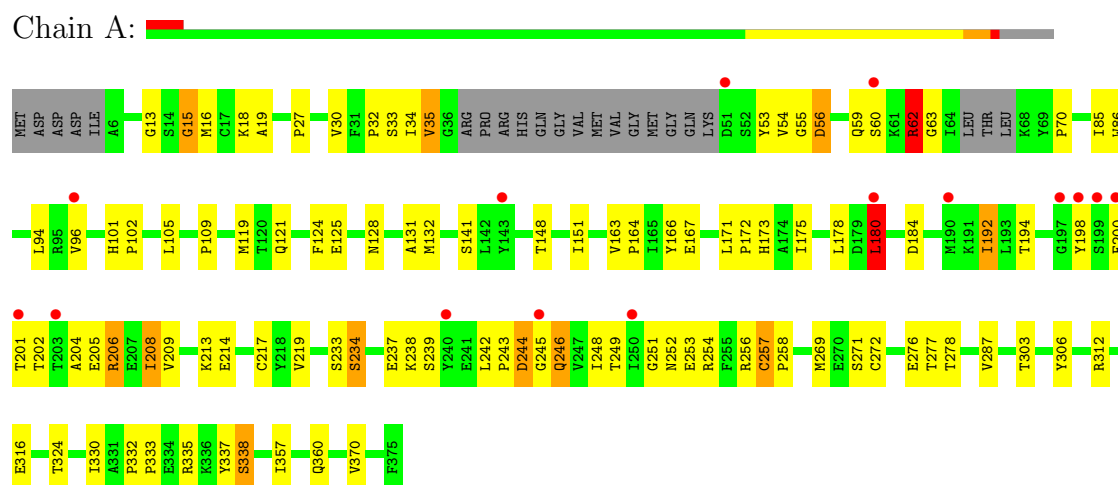 Chain A:
MET ASP ASP ASP ILE A6 G13 S14 G15 M16 C17 K18 A19 P27 V30 F31 P32 S33 I34 V35 G36 ARG PRO ARG HIS GLN GLY VAL MET VAL GLY MET GLY GLN LYS D51 S52 Y53 V54 G55 D56 Q59 S60 K61 R62 G63 I64 LEU THR LEU K68 Y69 P70 I85 W86
L94 R95 V96 H101 P102 L105 P109 M119 T120 Q121 F124 E125 N128 A131 M132 S141 L142 Y143 T148 I151 V163 P164 I165 Y166 E167 L171 P172 H173 A174 I175 L178 D179 L180 D184 M190 K191 I192 L193 T194 G197 Y198 S199
T201 T202 T203 A204 E205 R206 E207 I208 V209 K213 E214 C217 Y218 V219 S233 S234 E237 K238 S239 Y240 E241 L242 P243 D244 G245 Q246 V247 I248 T249 I250 G251 N252 E253 R254 F255 R256 C257 P258 M269 E270 S271 C272 E276 T277 T278 V287 T303 Y306 R312
E316 T324 I330 A331 P332 P333 E334 R335 K336 Y337 S338 I357 Q360 V370 F375